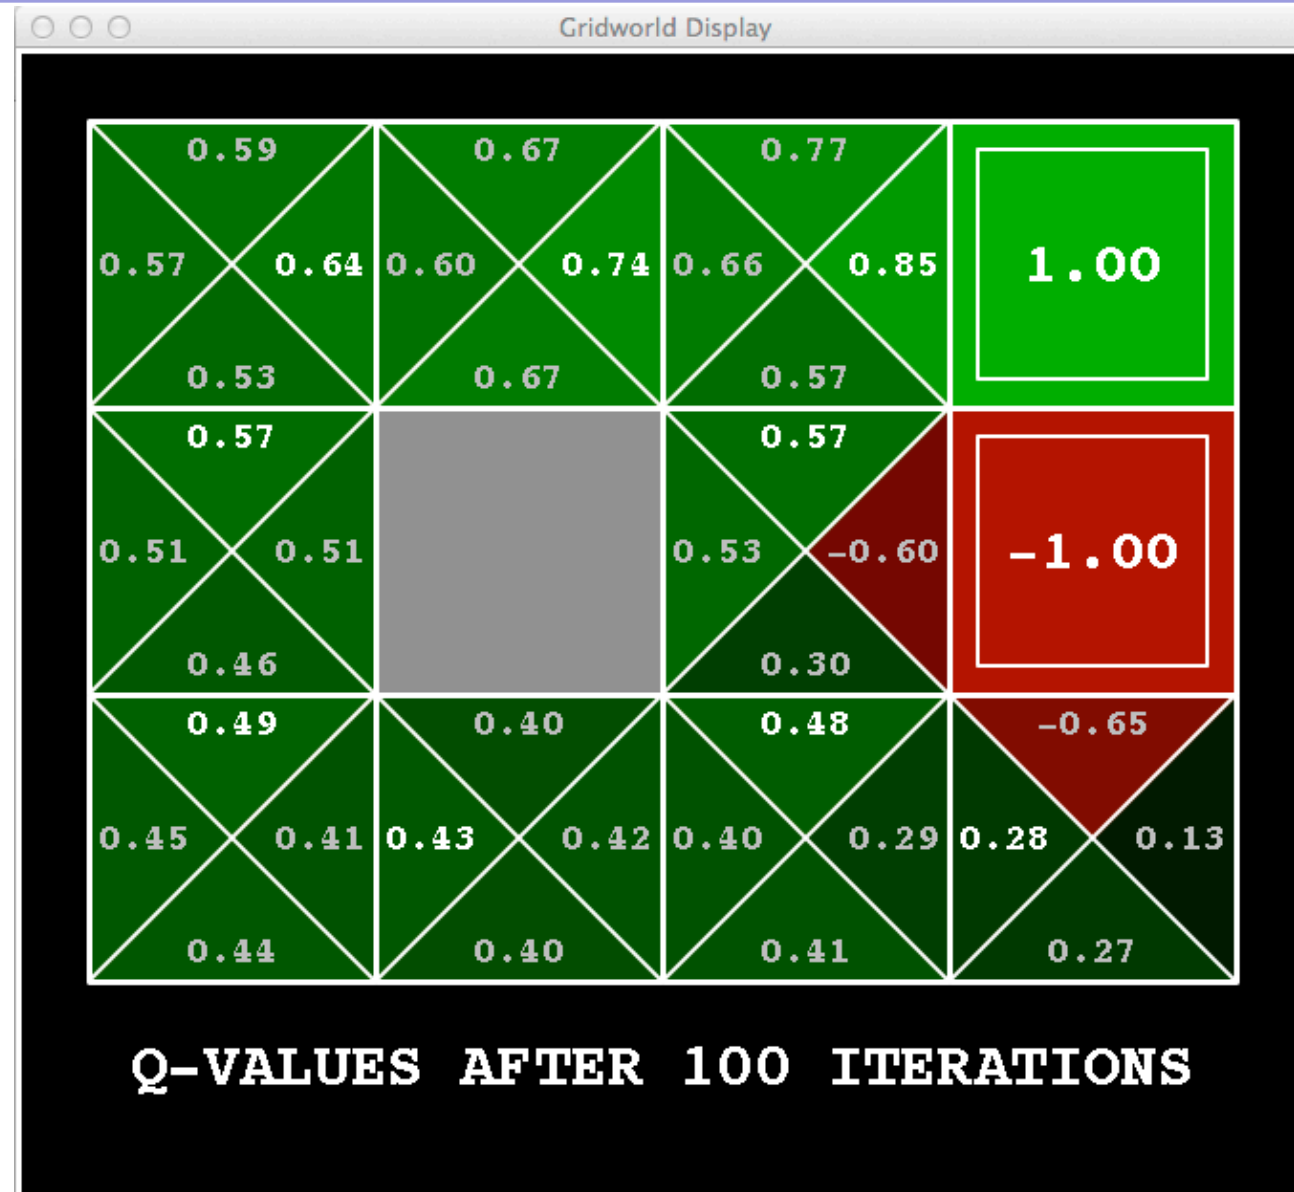 Gridworld Display
0.59 0.67 0.77
0.57 0.64 0.60 0.74 0.66 0.85 1.00
0.53 0.67 0.57
0.57 0.57
0.51 0.51 0.53 -0.60 -1.00
0.46 0.30
0.49 0.40 0.48 -0.65
0.45 0.41 0.43 0.42 0.40 0.29 0.28 0.13
0.44 0.40 0.41 0.27
Q-VALUES AFTER 100 ITERATIONS